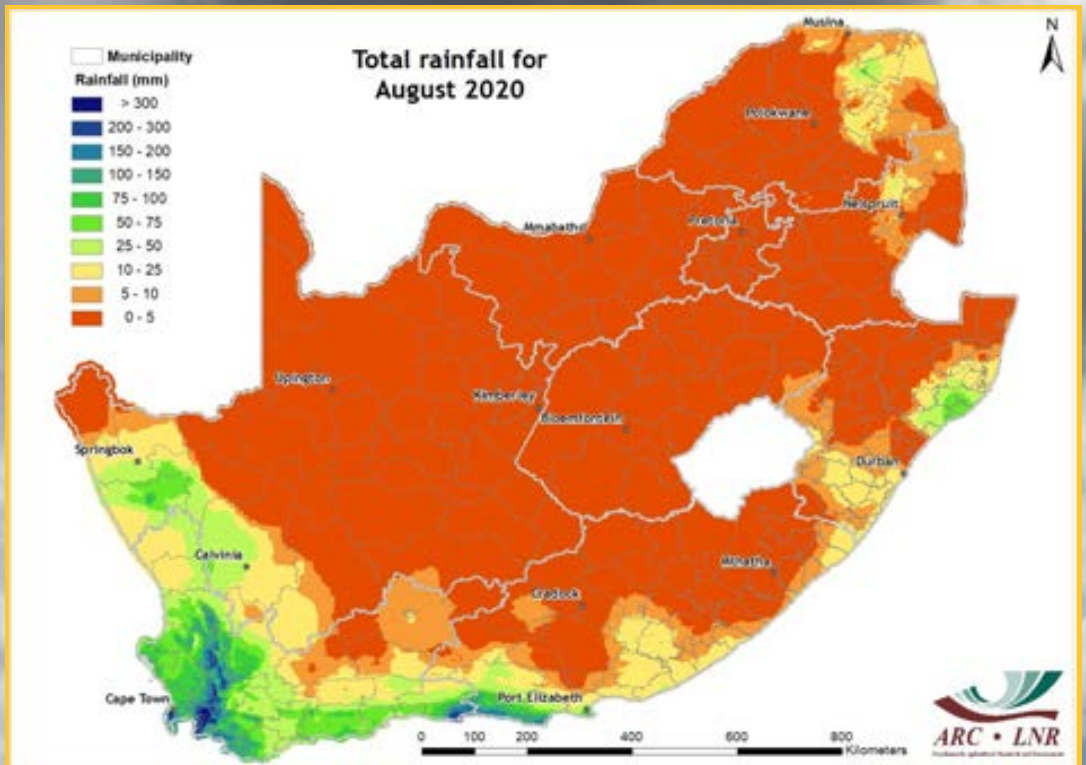 Total rainfall for
August 2020
Municipality
Rainfall (mm)
> 300
200 - 300
150 - 200
100 - 150
75 - 100
50 - 75
25 - 50
10 - 25
5 - 10
0 - 5
N
Musina
Polokwane
Nelspruit
Pretoria
Mmabatho
Upington
Kimberley
Bloemfontein
Springbok
Durban
Calvinia
Mthatha
Cradock
Cape Town
Port Elizabeth
0 100 200 400 600 800
Kilometers
ARC • LNR